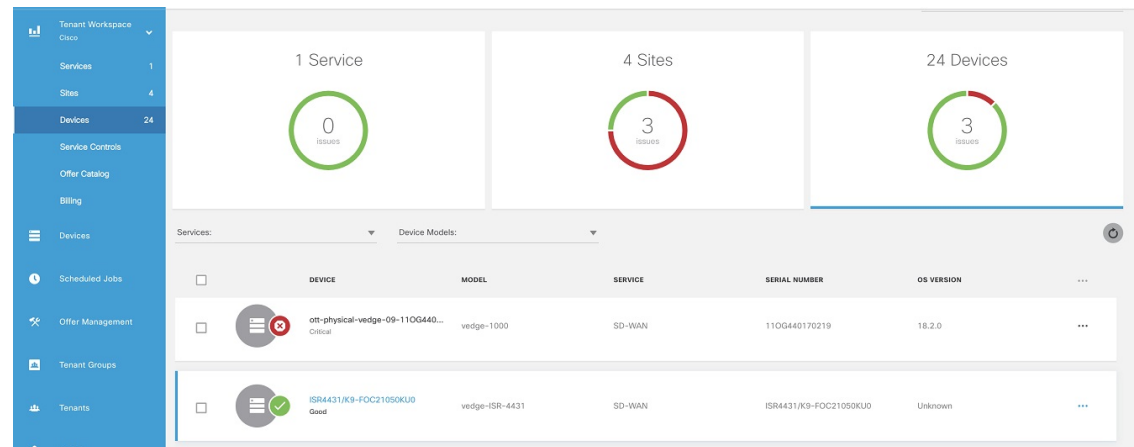 Tenant Workspace
Cisco
Services 1
Sites 4
Devices 24
Service Controls
Offer Catalog
Billing
Devices
Scheduled Jobs
Offer Management
Tenant Groups
Tenants
1 Service
0
issues
4 Sites
3
issues
24 Devices
3
issues
Services:
Device Models:
DEVICE MODEL SERVICE SERIAL NUMBER OS VERSION ...
ott-physical-vedge-09-11OG440... vedge-1000 SD-WAN 11OG440170219 18.2.0 ...
Critical
ISR4431/K9-FOC21050KU0 vedge-ISR-4431 SD-WAN ISR4431/K9-FOC21050KU0 Unknown ...
Good